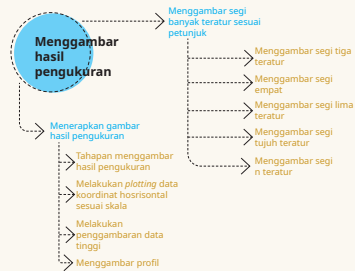 Menggambar
hasil
pengukuran
Menggambar segi
banyak teratur sesuai
petunjuk
Menggambar segi tiga
teratur
Menggambar segi
empat
Menggambar segi lima
teratur
Menggambar segi
tujuh teratur
Menggambar segi
n teratur
Menerapkan gambar
hasil pengukuran
Tahapan menggambar
hasil pengukuran
Melakukan plotting data
koordinat hosrisontal
sesuai skala
Melakukan
penggambaran data
tinggi
Menggambar profil